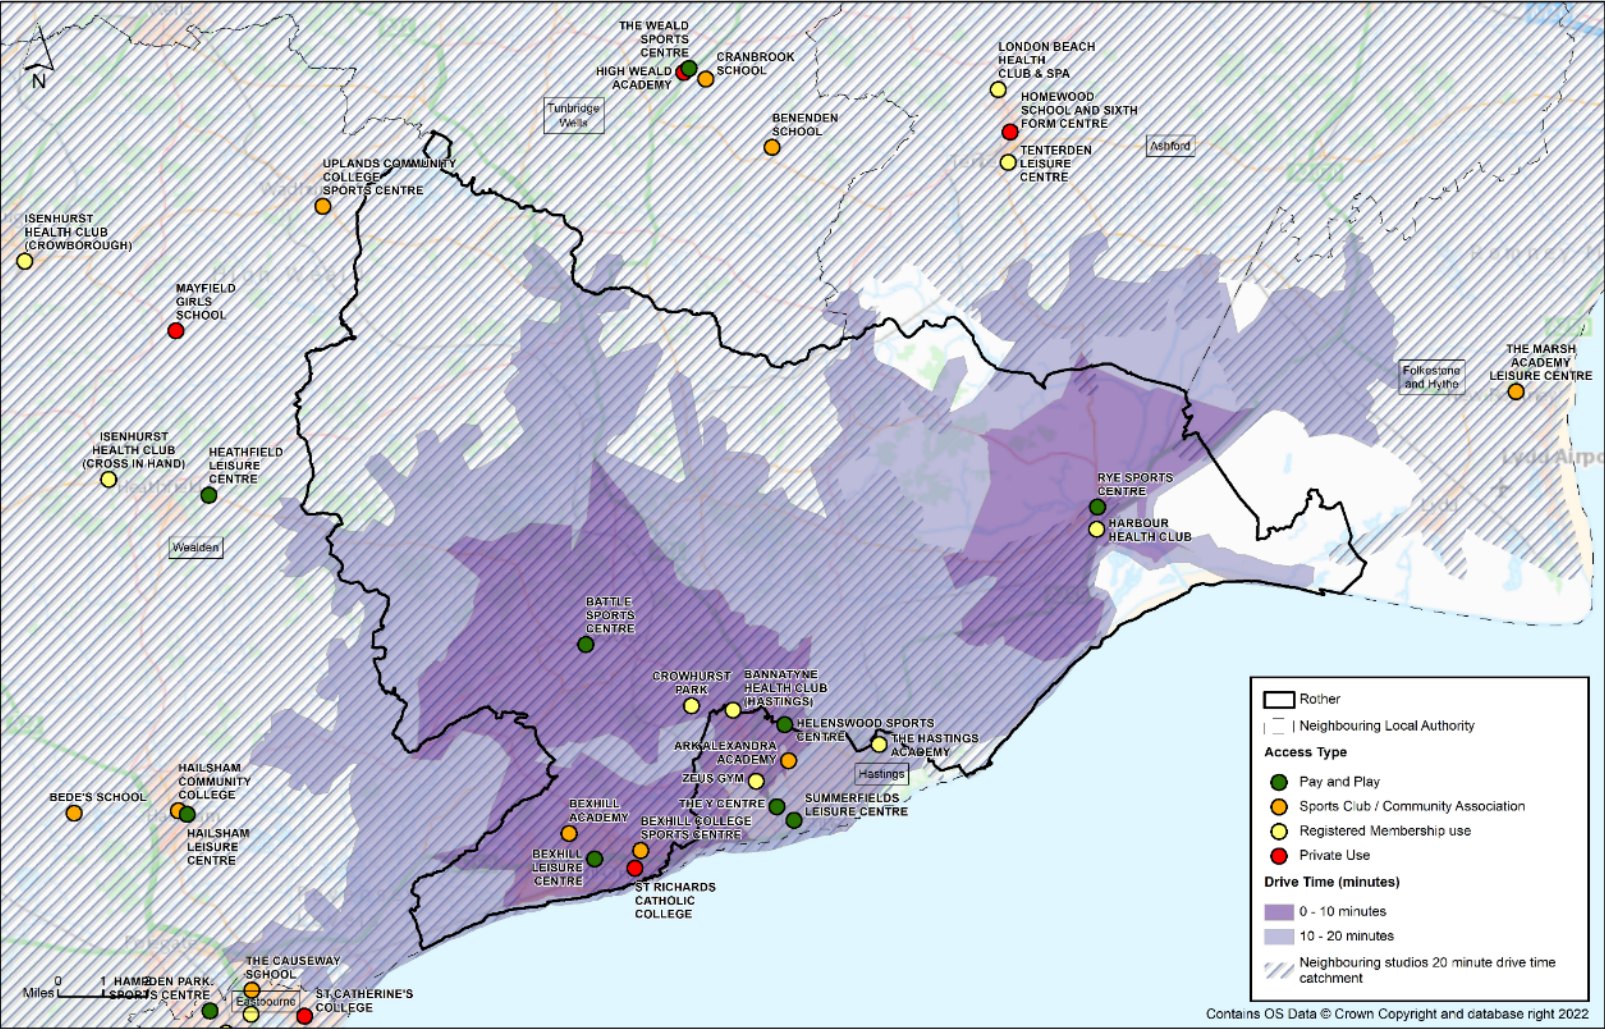 THE WEALD
SPORTS
CENTRE
HIGH WEALD
ACADEMY
CRANBROOK
SCHOOL
LONDON BEACH
HEALTH
CLUB & SPA
HOMEWOOD
SCHOOL AND SIXTH
FORM CENTRE
TENTERDEN
LEISURE
CENTRE
N
Tunbridge
Wells
BENENDEN
SCHOOL
Ashford
UPLANDS COMMUNITY
COLLEGE
SPORTS CENTRE
ISENHURST
HEALTH CLUB
(CROWBOROUGH)
MAYFIELD
GIRLS
SCHOOL
THE MARSH
ACADEMY
LEISURE CENTRE
Folkestone
and Hythe
Lydd
ISENHURST
HEALTH CLUB
(CROSS IN HAND)
HEATHFIELD
LEISURE
CENTRE
Wealden
RYE SPORTS
CENTRE
HARBOUR
HEALTH CLUB
BATTLE
SPORTS
CENTRE
CROWHURST
PARK
BANNATYNE
HEALTH CLUB
(HASTINGS)
HELENSWOOD SPORTS
CENTRE
THE HASTINGS
ACADEMY
ARK ALEXANDRA
ACADEMY
Hastings
ZEUS GYM
THE Y CENTRE
SUMMERFIELDS
LEISURE CENTRE
BEXHILL
ACADEMY
BEXHILL COLLEGE
SPORTS CENTRE
BEXHILL
LEISURE
CENTRE
ST RICHARDS
CATHOLIC
COLLEGE
BEDE'S SCHOOL
HAILSHAM
COMMUNITY
COLLEGE
HAILSHAM
LEISURE
CENTRE
THE CAUSEWAY
SCHOOL
HAMPDEN PARK
SPORTS CENTRE
Eastbourne
ST CATHERINE'S
COLLEGE
0 1 2
Miles
Rother
Neighbouring Local Authority
Access Type
Pay and Play
Sports Club / Community Association
Registered Membership use
Private Use
Drive Time (minutes)
0 - 10 minutes
10 - 20 minutes
Neighbouring studios 20 minute drive time
catchment
Contains OS Data © Crown Copyright and database right 2022